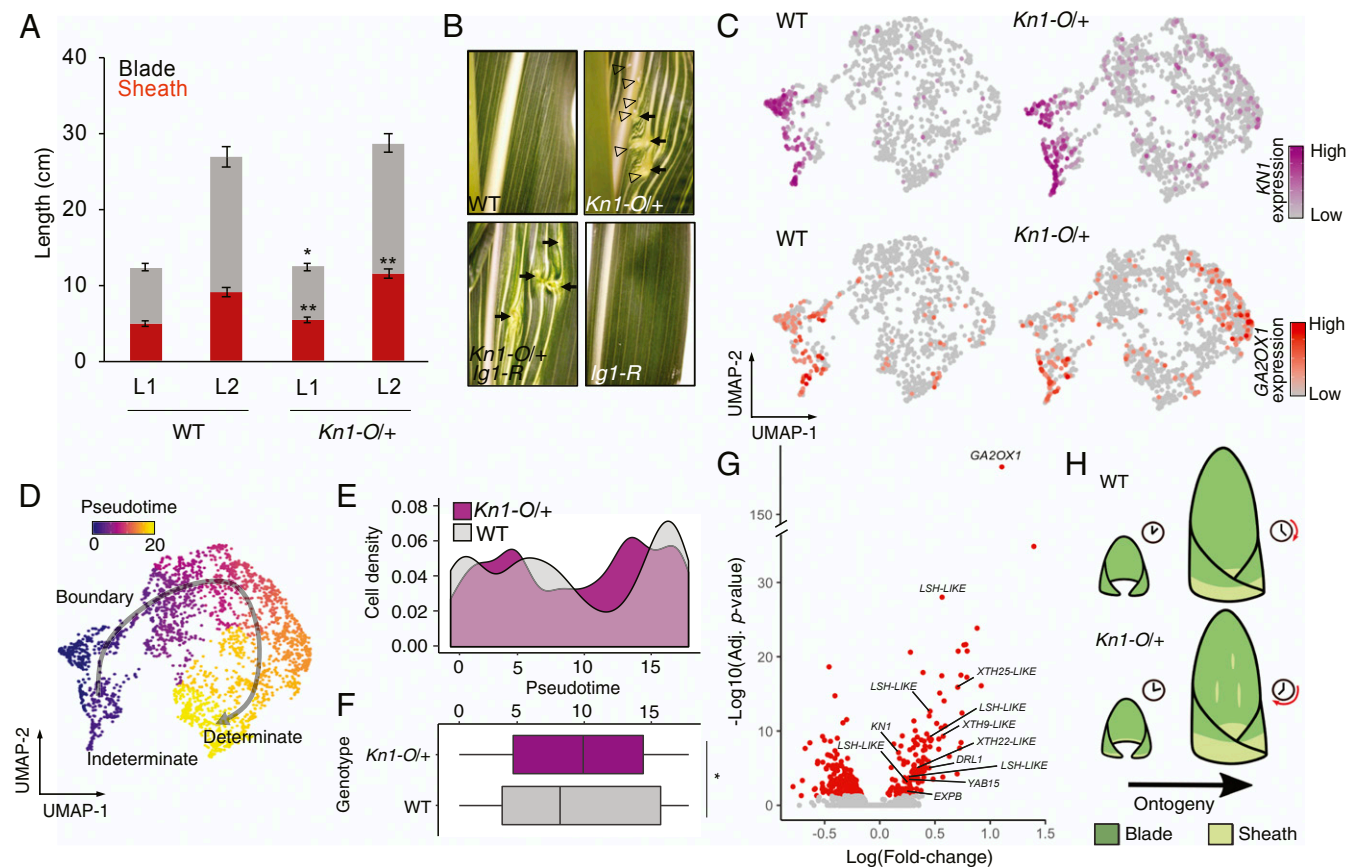 A
40
30
20
10
0
Length (cm)
Blade
Sheath
*
**
**
L1
L2
L1
L2
WT
Kn1-O/+
B
WT
Kn1-O/+
Kn1-O/+
lg1-R
lg1-R
C
WT
Kn1-O/+
High
Low
KN1
expression
WT
Kn1-O/+
High
Low
GA2OX1
expression
UMAP-2
UMAP-1
D
Pseudotime
0
20
Boundary
Indeterminate
Determinate
UMAP-2
UMAP-1
E
Kn1-O/+
WT
0.08
0.06
0.04
0.02
0.00
Cell density
0
5
10
15
Pseudotime
F
0
5
10
15
Kn1-O/+
WT
Genotype
*
G
GA2OX1
150
30
20
10
0
-Log10(Adj. p-value)
LSH-LIKE
XTH25-LIKE
LSH-LIKE
LSH-LIKE
KN1
XTH9-LIKE
LSH-LIKE
XTH22-LIKE
DRL1
LSH-LIKE
YAB15
EXPB
-0.5
0.0
0.5
1.0
1.5
Log(Fold-change)
H
WT
Kn1-O/+
Ontogeny
Blade
Sheath